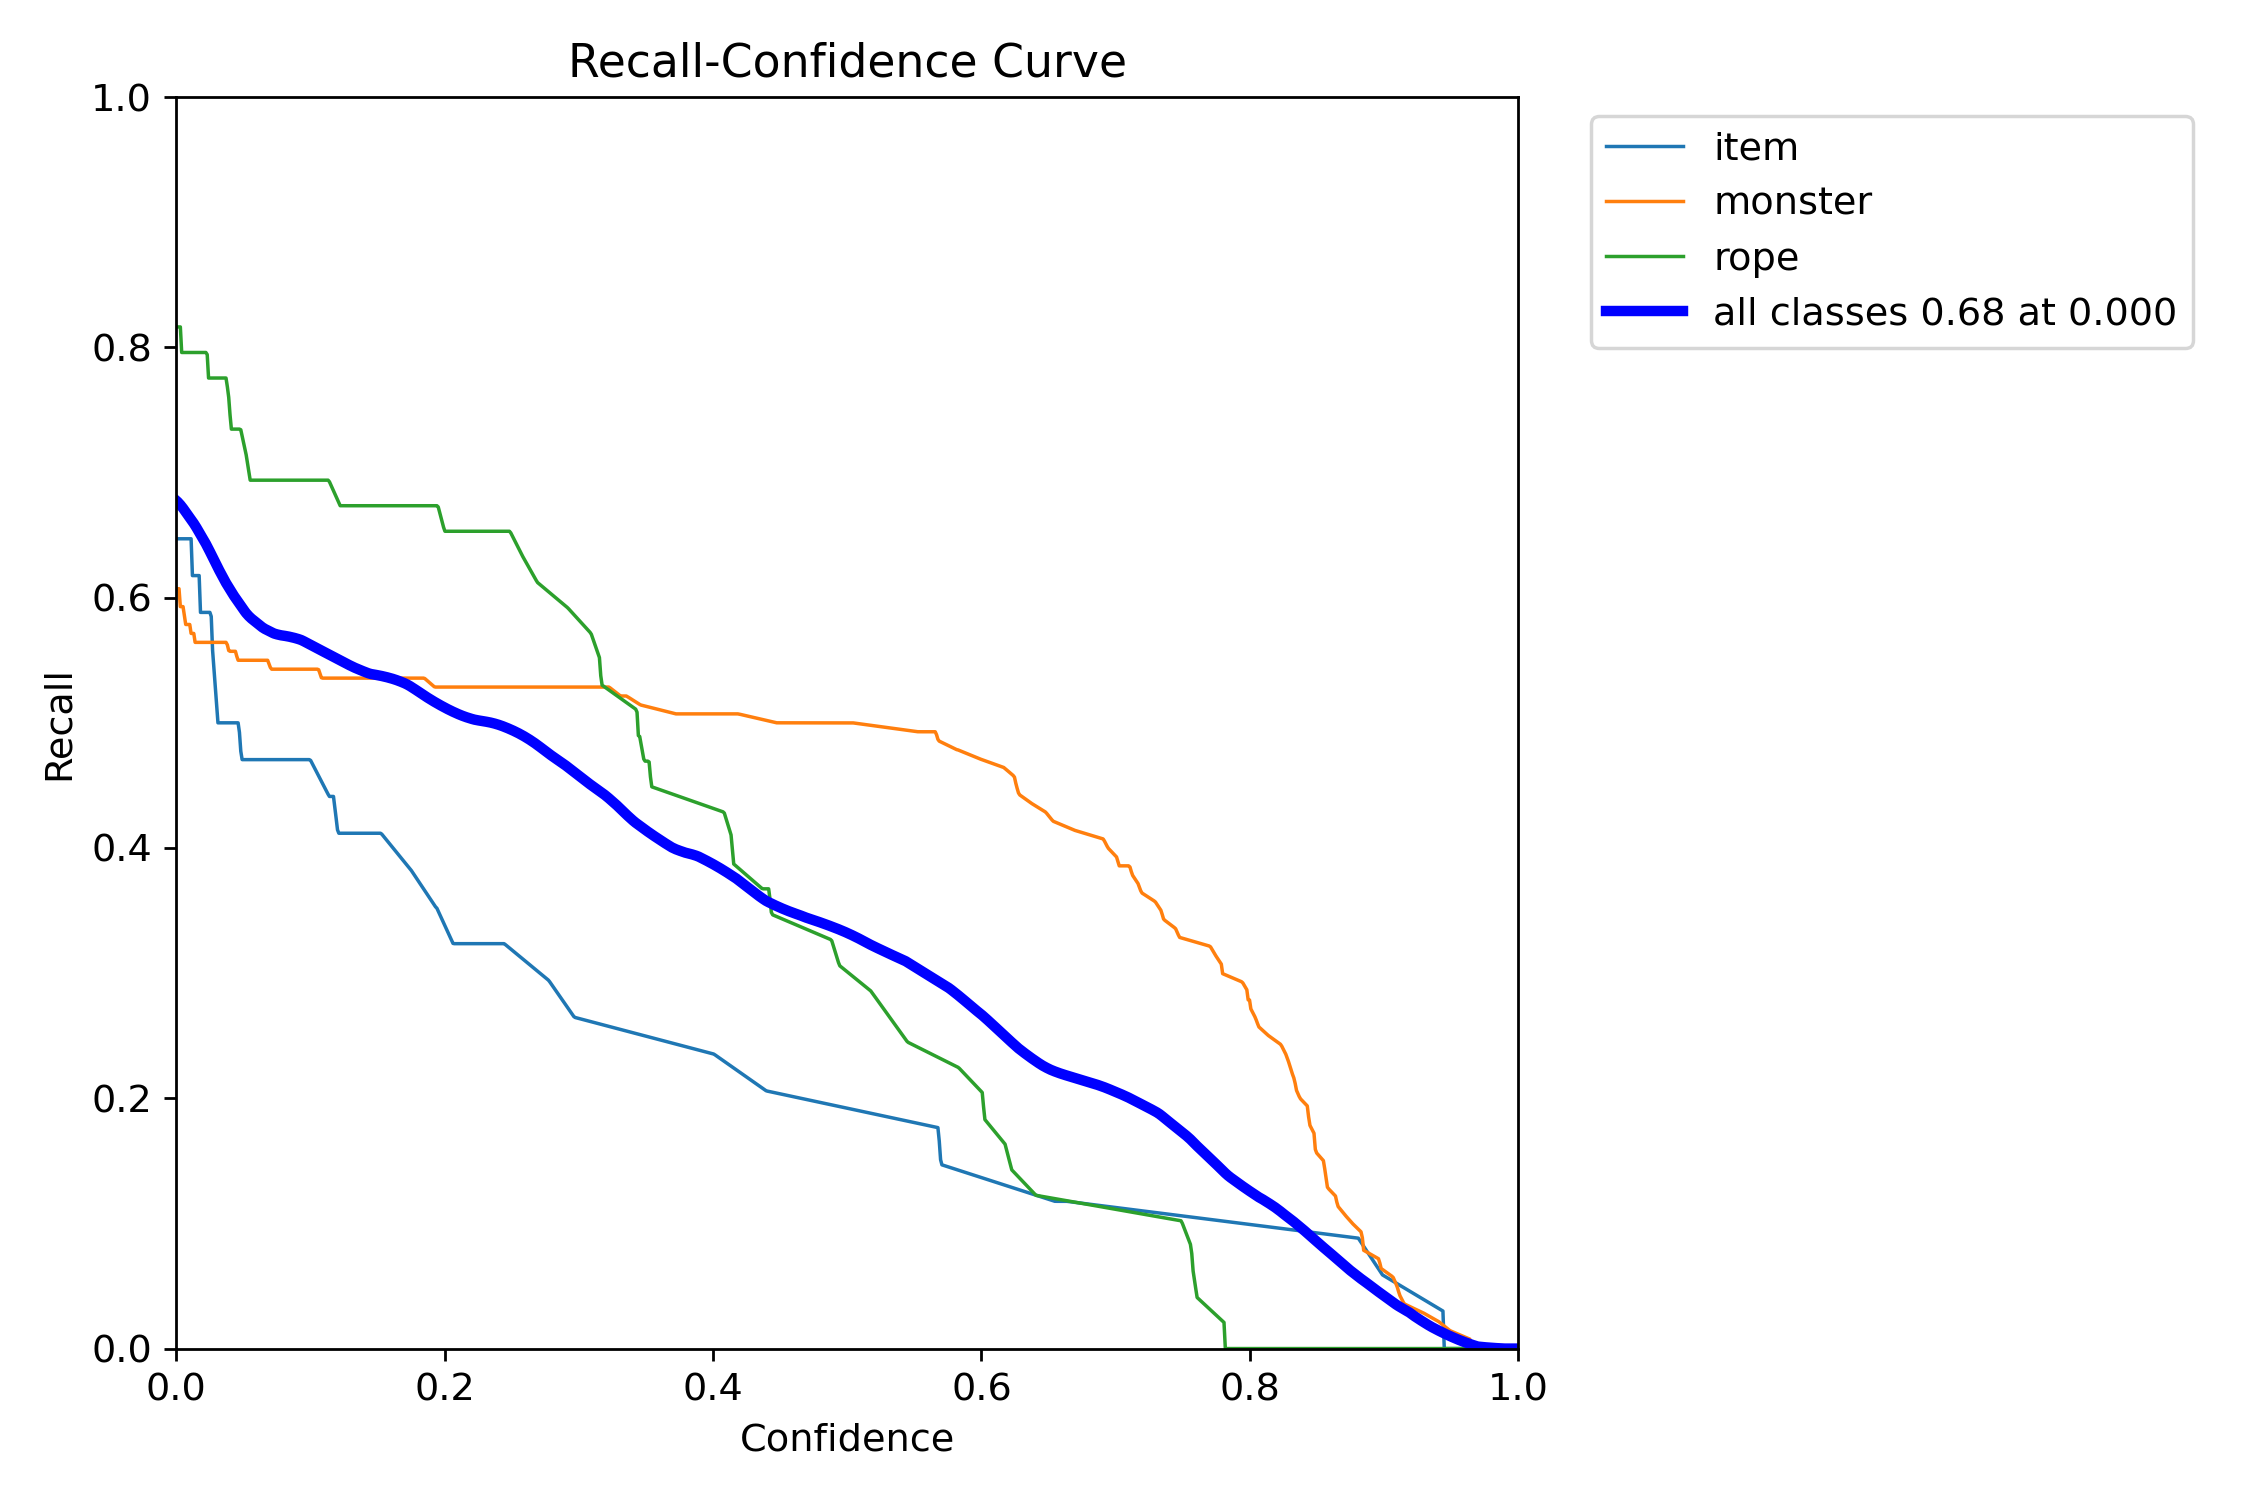 Recall-Confidence Curve
1.0
0.8
0.6
0.4
0.2
0.0
Recall
0.0 0.2 0.4 0.6 0.8 1.0
Confidence
item
monster
rope
all classes 0.68 at 0.000